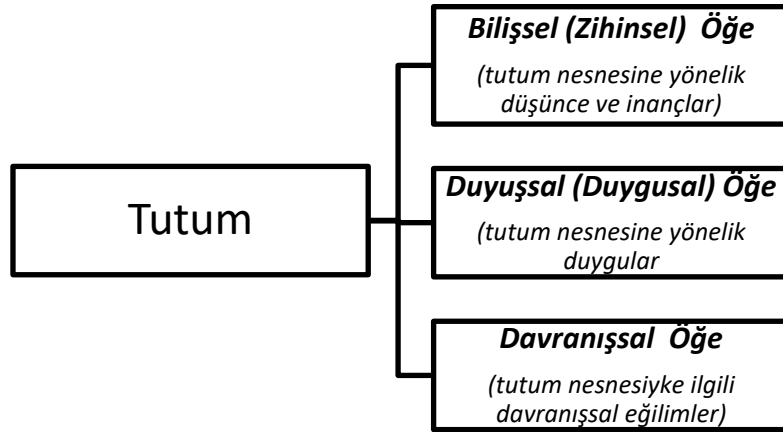 Tutum
Bilişsel (Zihinsel) Öğe
(tutum nesnesine yönelik
düşünce ve inançlar)
Duyuşsal (Duygusal) Öğe
(tutum nesnesine yönelik
duygular
Davranışsal Öğe
(tutum nesnesiyke ilgili
davranışsal eğilimler)